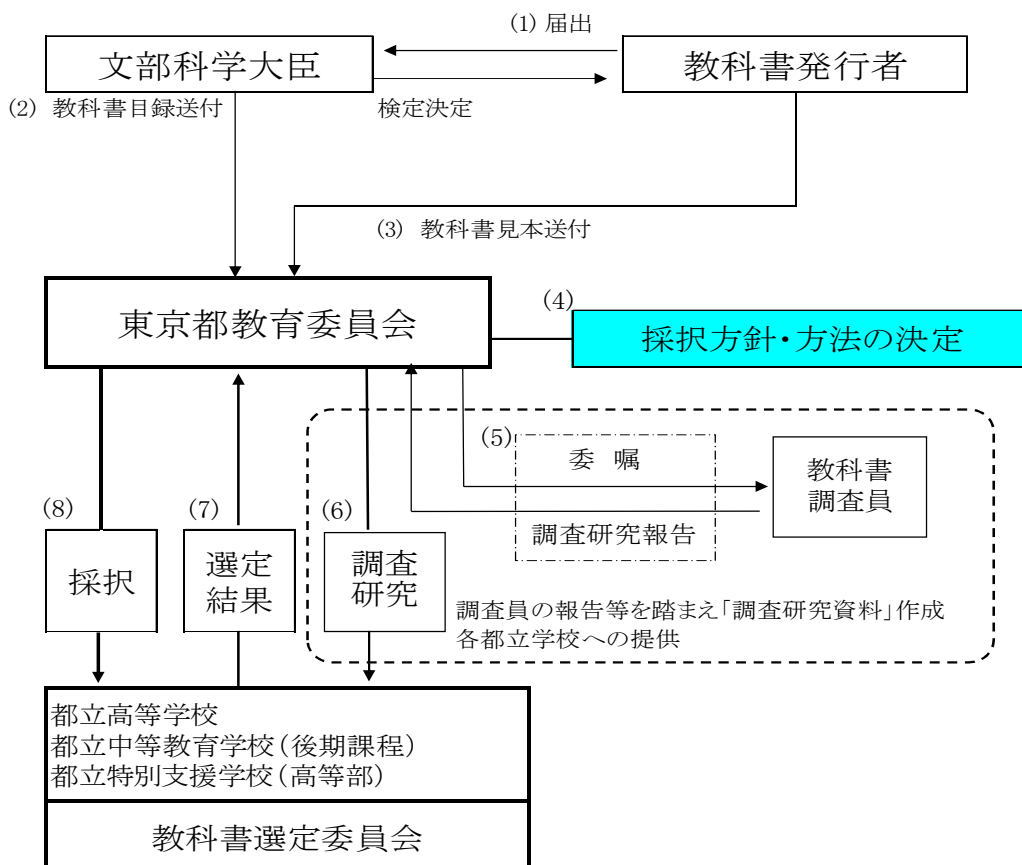 (1) 届出
文部科学大臣
教科書発行者
(2) 教科書目録送付
検定決定
(3) 教科書見本送付
東京都教育委員会
(4)
採択方針・方法の決定
(5)
委 嘱
教科書
調査員
調査研究報告
(8)
採択
(7)
選定
結果
(6)
調査
研究
調査員の報告等を踏まえ「調査研究資料」作成
各都立学校への提供
都立高等学校
都立中等教育学校(後期課程)
都立特別支援学校(高等部)
教科書選定委員会